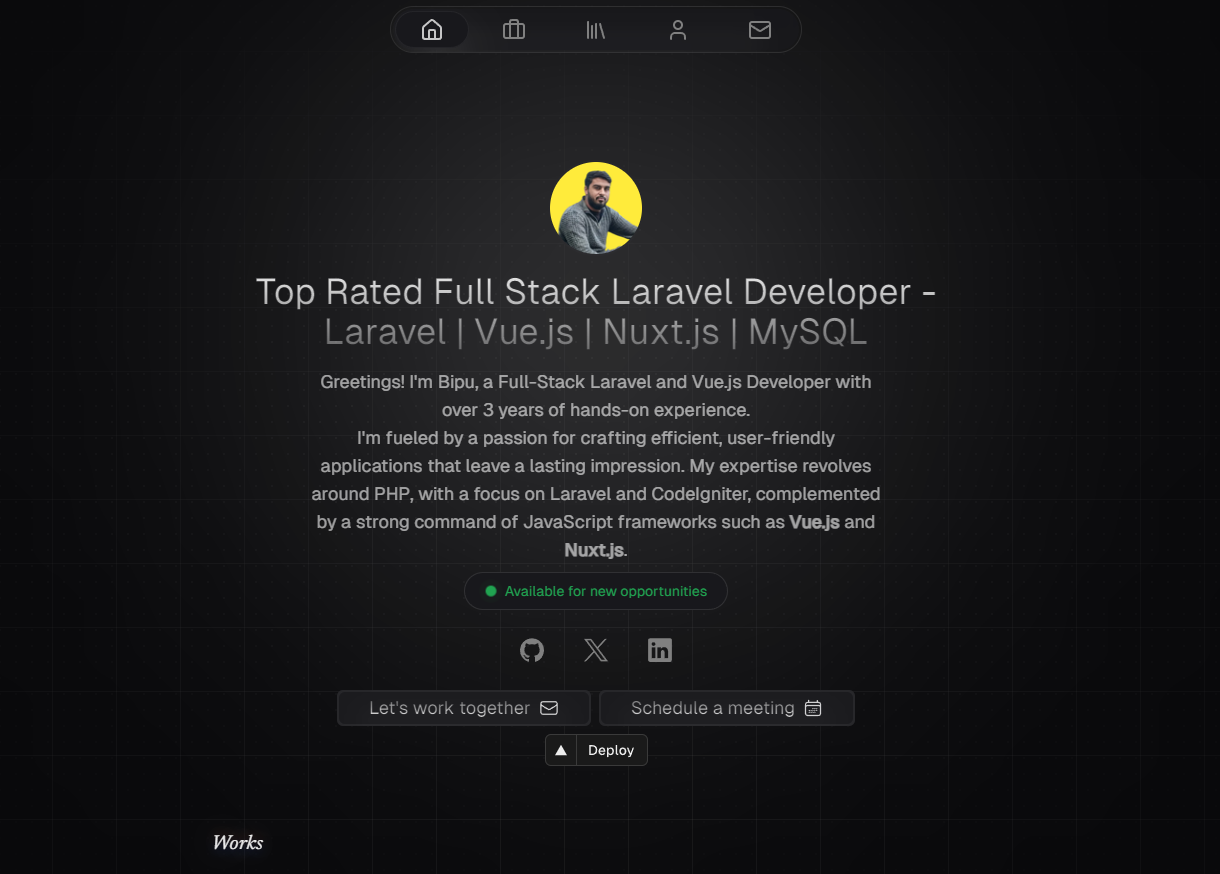 Top Rated Full Stack Laravel Developer -
Laravel | Vue.js | Nuxt.js | MySQL
Greetings! I'm Bipu, a Full-Stack Laravel and Vue.js Developer with
over 3 years of hands-on experience.
I'm fueled by a passion for crafting efficient, user-friendly
applications that leave a lasting impression. My expertise revolves
around PHP, with a focus on Laravel and CodeIgniter, complemented
by a strong command of JavaScript frameworks such as Vue.js and
Nuxt.js.
Available for new opportunities
Let's work together
Schedule a meeting
Deploy
Works